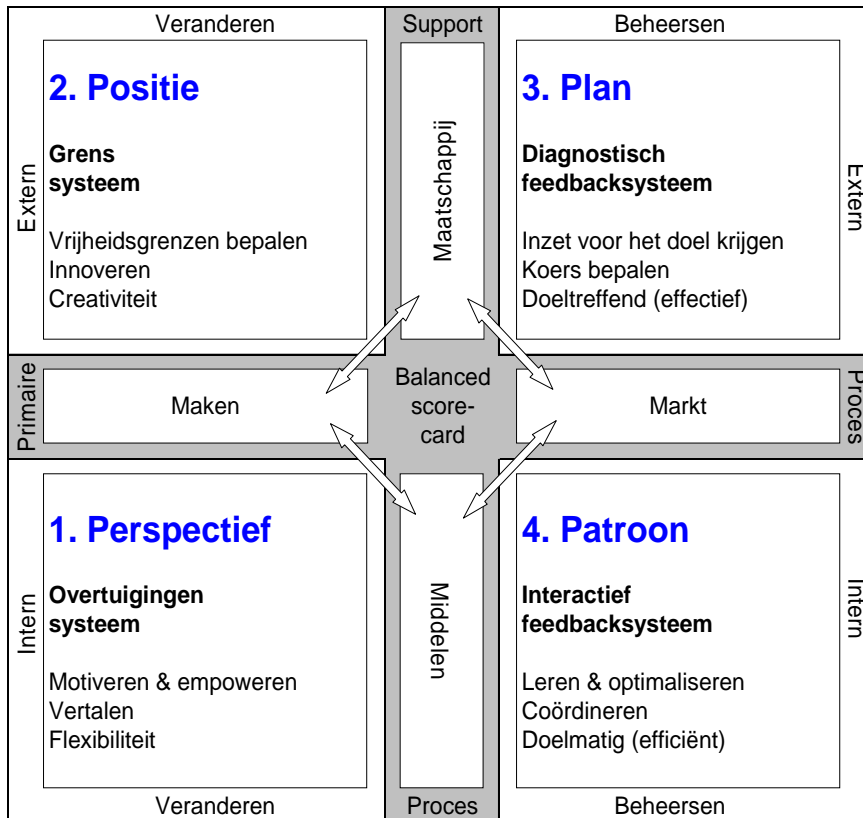 Veranderen
Support
Beheersen
2. Positie
Grens
systeem
Vrijheidsgrenzen bepalen
Innoveren
Creativiteit
Extern
Maatschappij
3. Plan
Diagnostisch
feedbacksysteem
Inzet voor het doel krijgen
Koers bepalen
Doeltreffend (effectief)
Extern
Primaire
Maken
Balanced
score-
card
Markt
Proces
1. Perspectief
Overtuigingen
systeem
Motiveren & empoweren
Vertalen
Flexibiliteit
Intern
Middelen
4. Patroon
Interactief
feedbacksysteem
Leren & optimaliseren
Coördineren
Doelmatig (efficiënt)
Intern
Veranderen
Proces
Beheersen